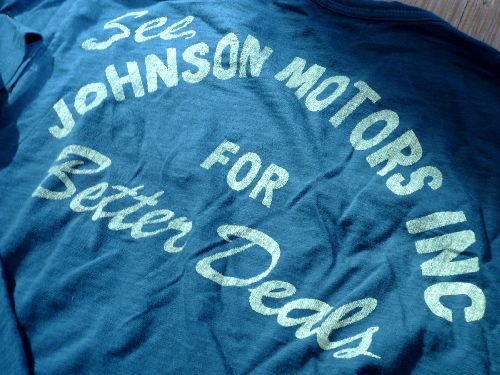 See
JOHNSON MOTORS INC
FOR
Better Deals